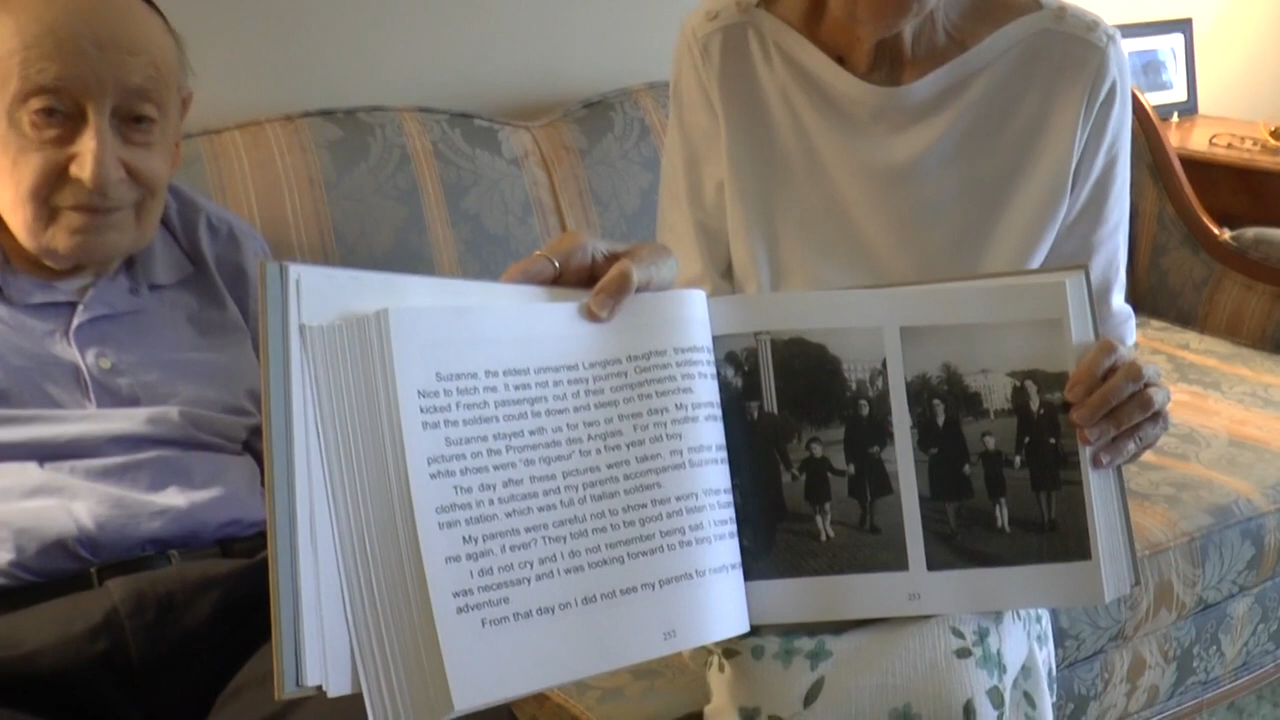 Suzanne, the eldest unmarried Langlois daughter, travelled
Nice to fetch me. It was not an easy journey. German soldiers
kicked French passengers out of their compartments into the
that the soldiers could lie down and sleep on the benches.
Suzanne stayed with us for two or three days. My parents
pictures on the Promenade des Anglais. For my mother,
white shoes were "de rigueur" for a five year old boy.
The day after these pictures were taken, my mother
clothes in a suitcase and my parents accompanied Suzanne
train station, which was full of Italian soldiers.
My parents were careful not to show their worry. When
me again, if ever? They told me to be good and listen to
I did not cry and I do not remember being sad. I knew
was necessary and I was looking forward to the long train
adventure.
From that day on I did not see my parents for nearly
252
253